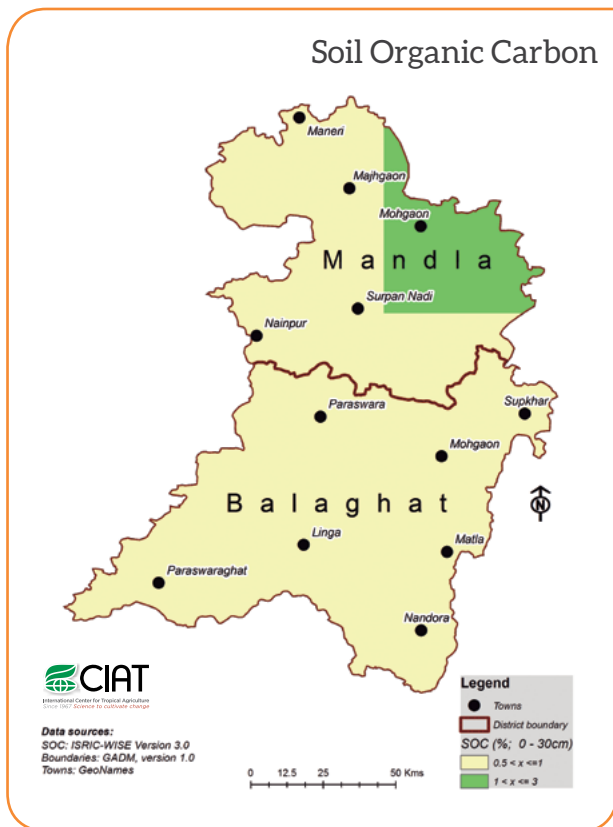 Soil Organic Carbon
Maneri
Majhgaon
Mohgaon
Mandla
Surpan Nadi
Nainpur
Paraswara
Supkhar
Mohgaon
Balaghat
N
Linga
Matla
Paraswaraghat
Nandora
CIAT
International Center for Tropical Agriculture
Since 1967 Science to cultivate change
Data sources:
SOC: ISRIC-WISE Version 3.0
Boundaries: GADM, version 1.0
Towns: GeoNames
0 12.5 25 50 Kms
Legend
Towns
District boundary
SOC (%; 0 - 30cm)
0.5 < x <=1
1 < x <= 3